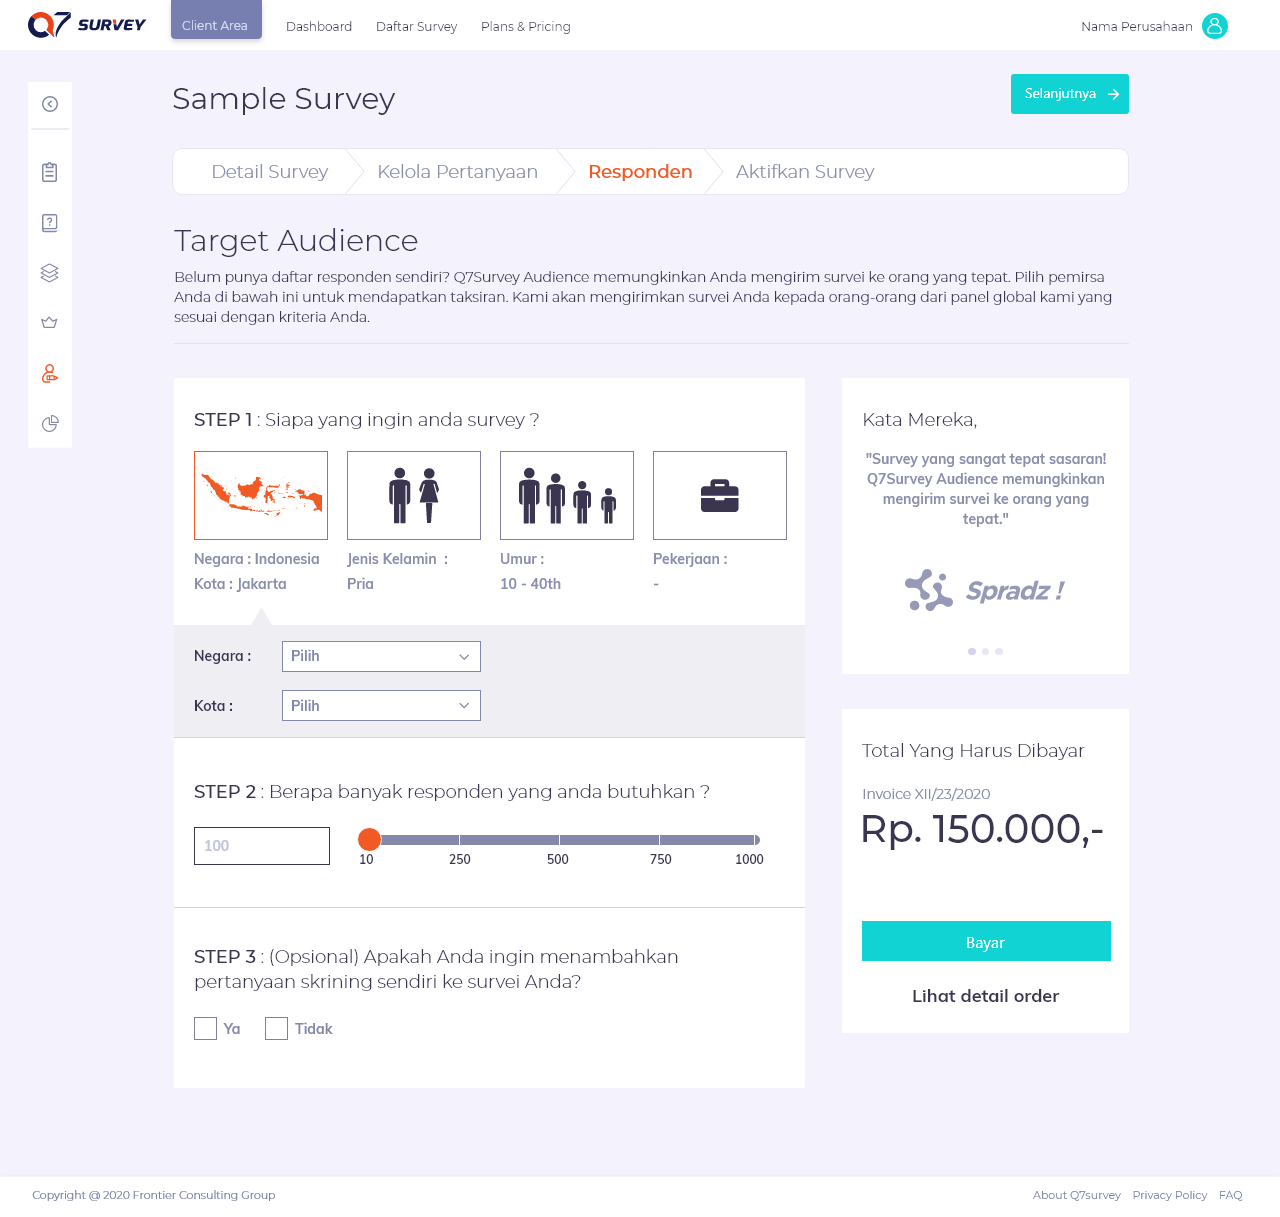 Q7 SURVEY
Client Area
Dashboard
Daftar Survey
Plans & Pricing
Nama Perusahaan
Sample Survey
Selanjutnya
Detail Survey
Kelola Pertanyaan
Responden
Aktifkan Survey
Target Audience
Belum punya daftar responden sendiri? Q7Survey Audience memungkinkan Anda mengirim survei ke orang yang tepat. Pilih pemirsa
Anda di bawah ini untuk mendapatkan taksiran. Kami akan mengirimkan survei Anda kepada orang-orang dari panel global kami yang
sesuai dengan kriteria Anda.
STEP 1 : Siapa yang ingin anda survey ?
Negara : Indonesia
Kota : Jakarta
Jenis Kelamin :
Pria
Umur :
10 - 40th
Pekerjaan :
-
Negara :
Pilih
Kota :
Pilih
STEP 2 : Berapa banyak responden yang anda butuhkan ?
100
10
250
500
750
1000
STEP 3 : (Opsional) Apakah Anda ingin menambahkan
pertanyaan skrining sendiri ke survei Anda?
Ya
Tidak
Kata Mereka,
"Survey yang sangat tepat sasaran!
Q7Survey Audience memungkinkan
mengirim survei ke orang yang
tepat."
Spradz !
Total Yang Harus Dibayar
Invoice XII/23/2020
Rp. 150.000,-
Bayar
Lihat detail order
Copyright @ 2020 Frontier Consulting Group
About Q7survey
Privacy Policy
FAQ